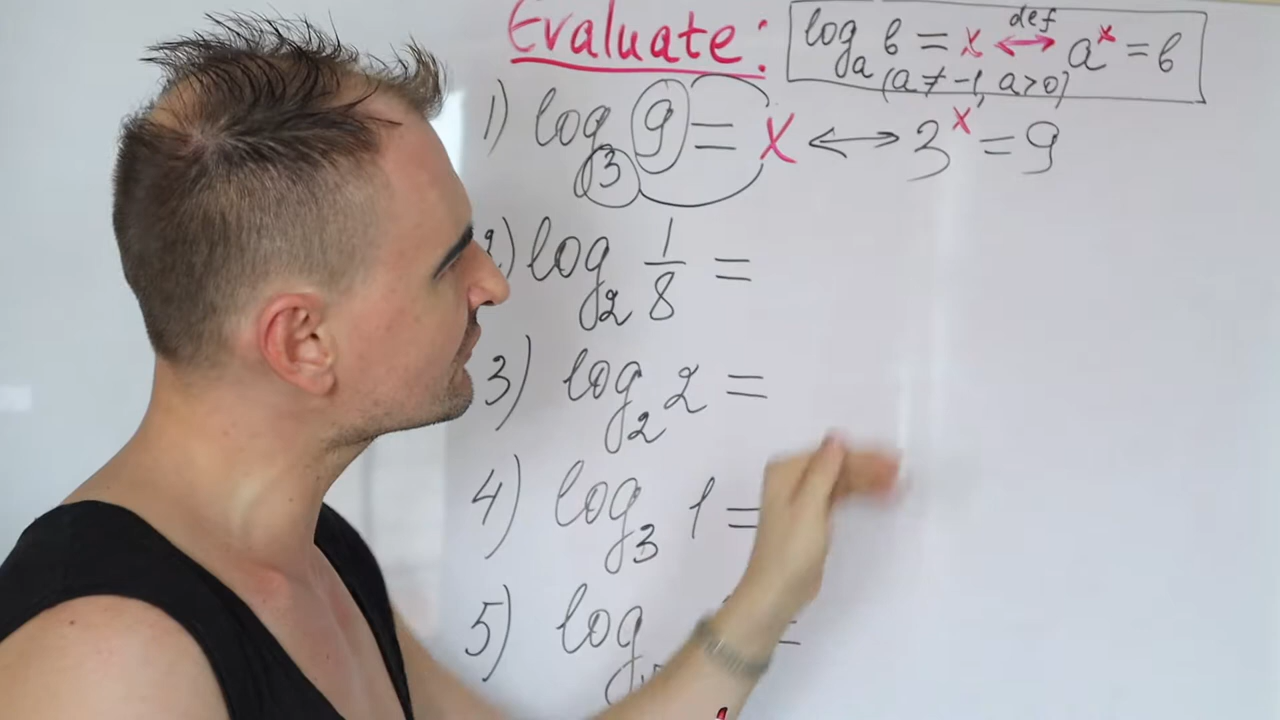 Evaluate:
log_a b = x ⟷ a^x = b
def
(a ≠ -1, a>0)
1) log_3 9 = x ⟷ 3^x = 9
2) log_2 1/8 =
3) log_2 2 =
4) log_3 1 =
5) log =